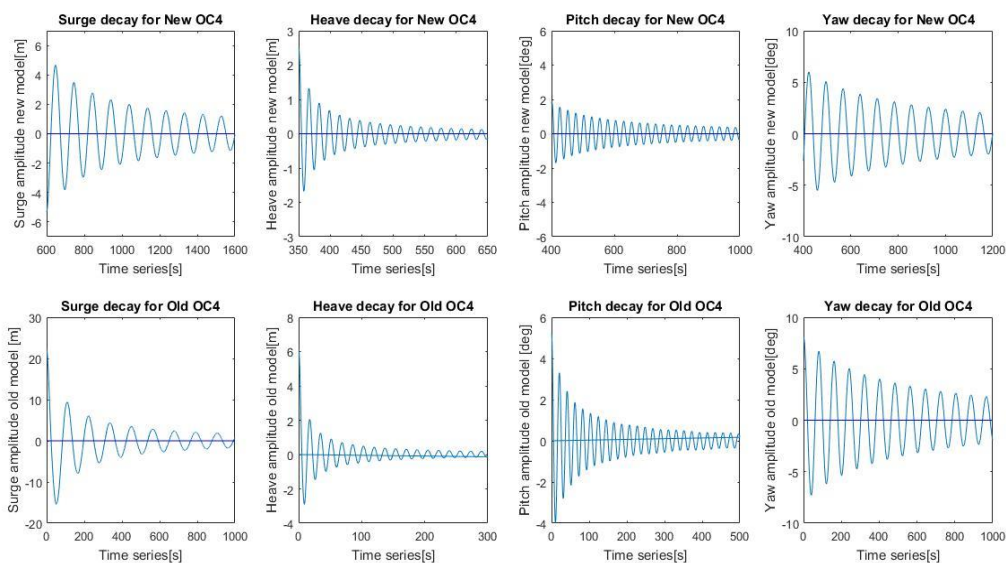 Surge decay for New OC4
Surge amplitude new model[m]
6
4
2
0
-2
-4
-6
600 800 1000 1200 1400 1600
Time series[s]
Heave decay for New OC4
Heave amplitude new model[m]
3
2
1
0
-1
-2
-3
350 400 450 500 550 600 650
Time series[s]
Pitch decay for New OC4
Pitch amplitude new model[deg]
6
4
2
0
-2
-4
-6
400 600 800 1000
Time series[s]
Yaw decay for New OC4
Yaw amplitude new model[deg]
10
5
0
-5
-10
400 600 800 1000 1200
Time series[s]
Surge decay for Old OC4
Surge amplitude old model[m]
30
20
10
0
-10
-20
0 200 400 600 800 1000
Time series[s]
Heave decay for Old OC4
Heave amplitude old model[m]
8
6
4
2
0
-2
-4
0 100 200 300
Time series[s]
Pitch decay for Old OC4
Pitch amplitude old model [deg]
6
4
2
0
-2
-4
0 100 200 300 400 500
Time series[s]
Yaw decay for Old OC4
Yaw amplitude old model[deg]
10
5
0
-5
-10
0 200 400 600 800 1000
Time series[s]